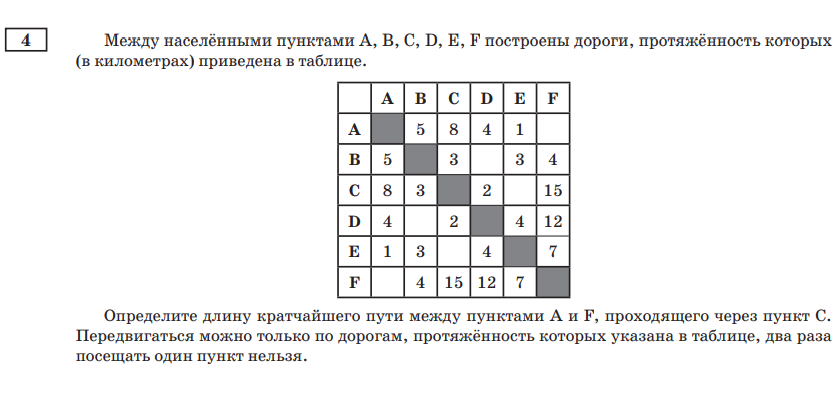 4
Между населёнными пунктами A, B, C, D, E, F построены дороги, протяжённость которых
(в километрах) приведена в таблице.
A B C D E F
A 5 8 4 1
B 5 3 3 4
C 8 3 2 15
D 4 2 4 12
E 1 3 4 7
F 4 15 12 7
Определите длину кратчайшего пути между пунктами A и F, проходящего через пункт C.
Передвигаться можно только по дорогам, протяжённость которых указана в таблице, два раза
посещать один пункт нельзя.